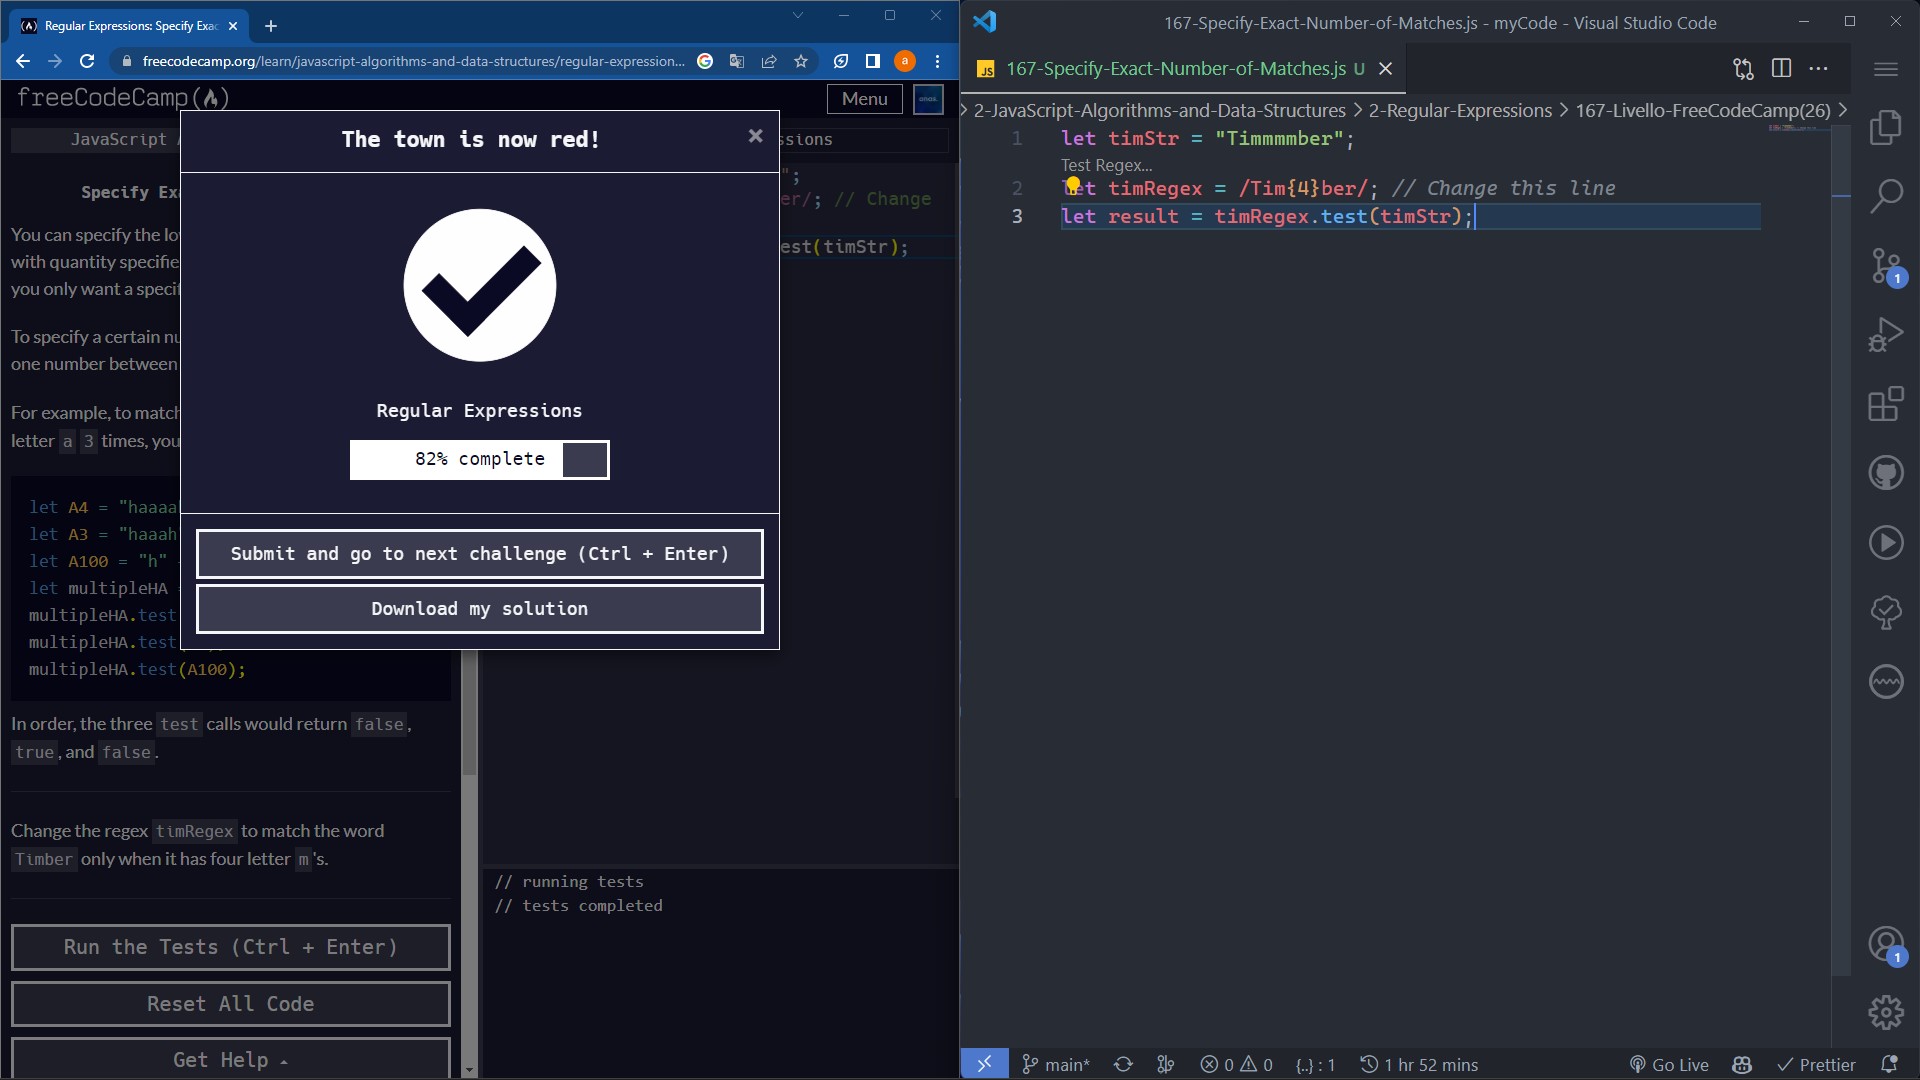 Regular Expressions: Specify Exac
freecodecamp.org/learn/javascript-algorithms-and-data-structures/regular-expression...
a
freeCodeCamp
Menu
JavaScript
ssions
The town is now red!
Regular Expressions
82% complete
Submit and go to next challenge (Ctrl + Enter)
Download my solution
Specify Exa
You can specify the lo
with quantity specifie
you only want a specif
To specify a certain nu
one number between
For example, to match
letter a 3 times, you
let A4 = "haaaa
let A3 = "haaah
let A100 = "h"
let multipleHA =
multipleHA.test
multipleHA.test
multipleHA.test(A100);
In order, the three test calls would return false,
true, and false.
Change the regex timRegex to match the word
Timber only when it has four letter m's.
Run the Tests (Ctrl + Enter)
Reset All Code
Get Help
";
er/; // Change
est(timStr);
// running tests
// tests completed
167-Specify-Exact-Number-of-Matches.js - myCode - Visual Studio Code
JS 167-Specify-Exact-Number-of-Matches.js U
2-JavaScript-Algorithms-and-Data-Structures > 2-Regular-Expressions > 167-Livello-FreeCodeCamp(26) >
1 let timStr = "Timmmmber";
Test Regex...
2 let timRegex = /Tim{4}ber/; // Change this line
3 let result = timRegex.test(timStr);
1
1
main*
0 0
{..} : 1
1 hr 52 mins
Go Live
Prettier